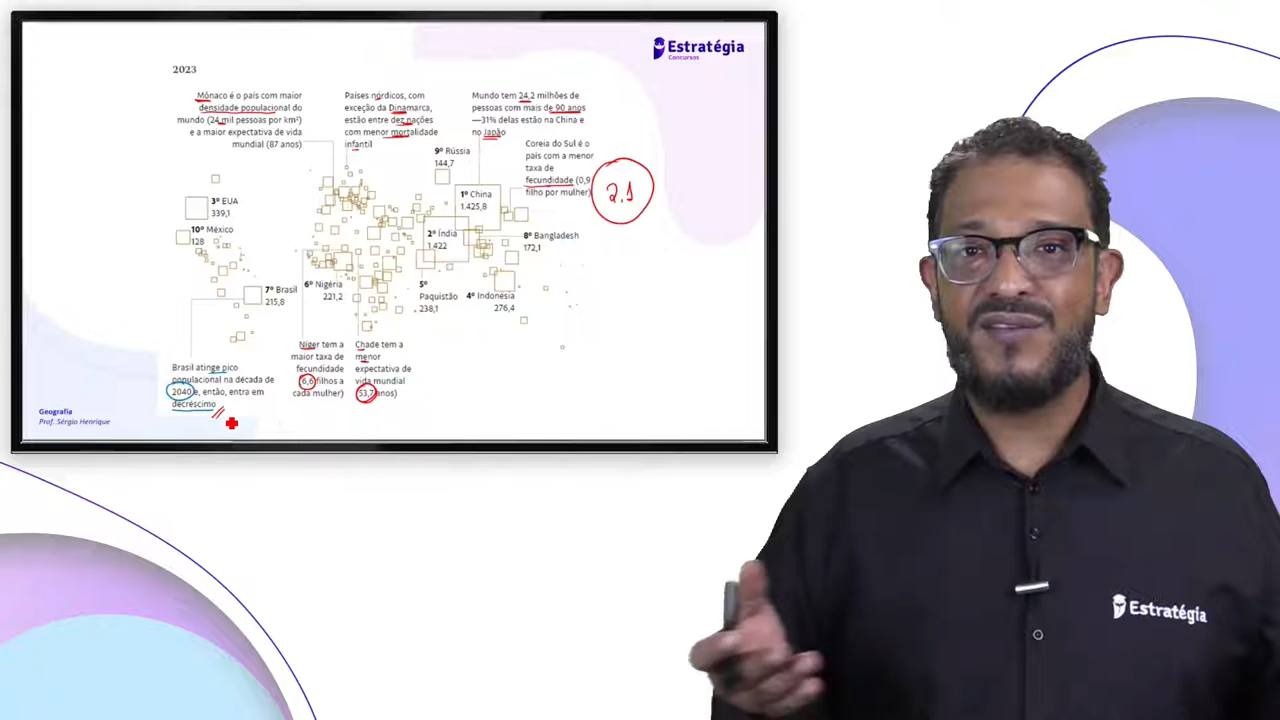 Estratégia
Concursos
2023
Mônaco é o país com maior
densidade populacional do
mundo (24 mil pessoas por km²)
e a maior expectativa de vida
mundial (87 anos)
Países nórdicos, com
exceção da Dinamarca,
estão entre dez nações
com menor mortalidade
infantil
Mundo tem 24,2 milhões de
pessoas com mais de 90 anos
—31% delas estão na China e
no Japão
Coreia do Sul é o
país com a menor
taxa de
fecundidade (0,9
filho por mulher)
2.1
9º Rússia
144,7
1º China
1.425,8
3º EUA
339,1
10º México
128
2º Índia
1.422
8º Bangladesh
172,1
7º Brasil
215,8
6º Nigéria
221,2
5º
Paquistão
238,1
4º Indonésia
276,4
Brasil atinge pico
populacional na década de
2040 e, então, entra em
decréscimo
Níger tem a
maior taxa de
fecundidade
(6,6 filhos a
cada mulher)
Chade tem a
menor
expectativa de
vida mundial
(53,7 anos)
Geografia
Prof. Sérgio Henrique
Estratégia